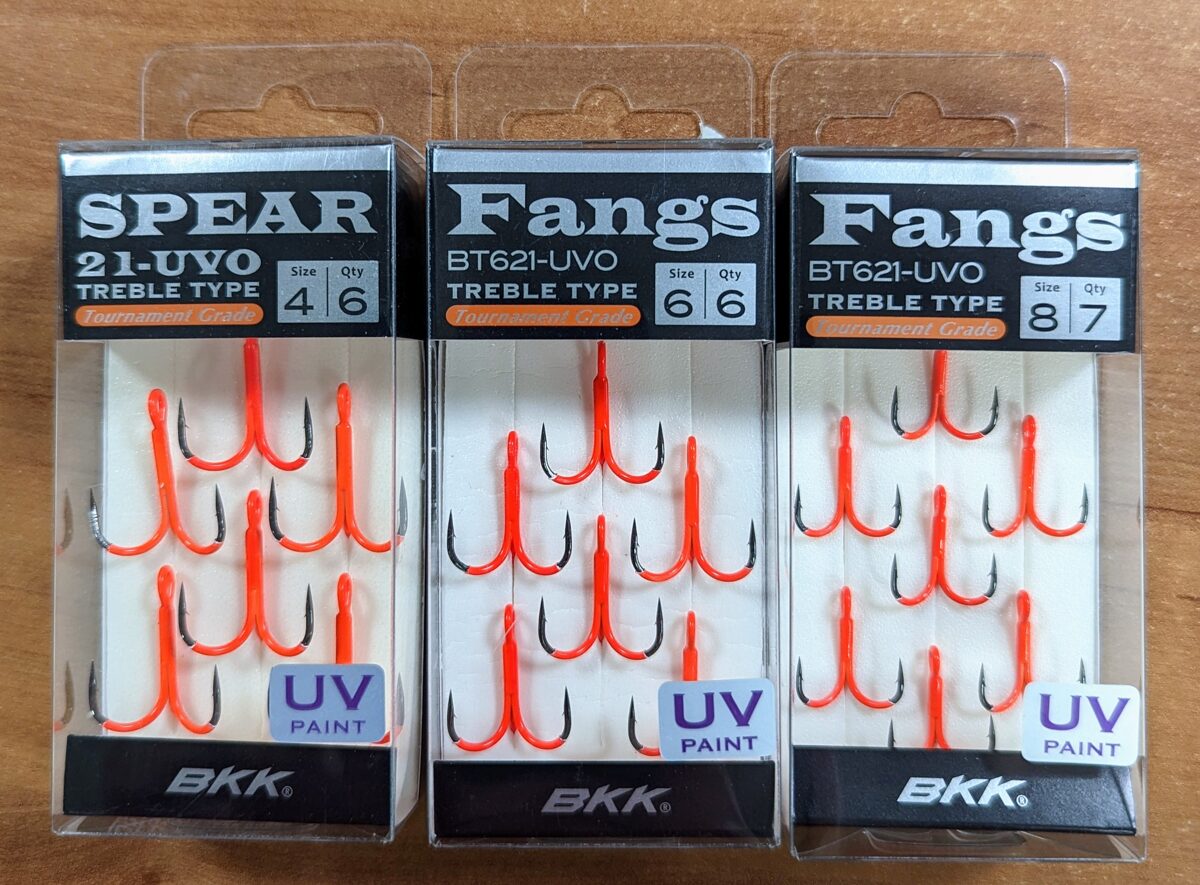 SPEAR
21-UVO
TREBLE TYPE
Tournament Grade
Size Qty
4 6
UV
PAINT
BKK®
Fangs
BT621-UVO
TREBLE TYPE
Tournament Grade
Size Qty
6 6
UV
PAINT
BKK®
Fangs
BT621-UVO
TREBLE TYPE
Tournament Grade
Size Qty
8 7
UV
PAINT
BKK®